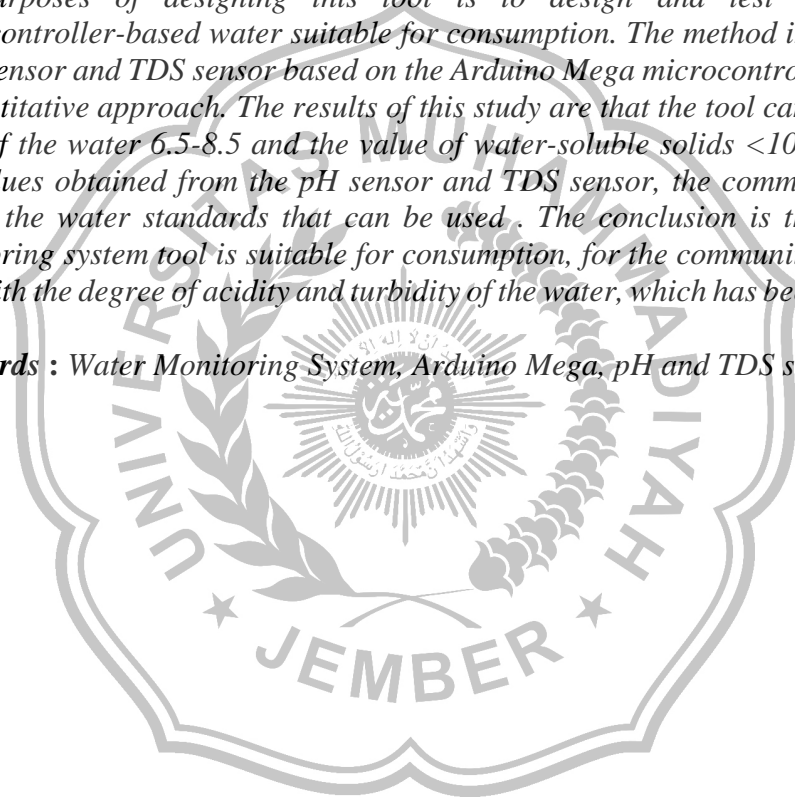 urposes of designing this tool is to design and test
controller-based water suitable for consumption. The method i
ensor and TDS sensor based on the Arduino Mega microcontro
titative approach. The results of this study are that the tool ca
f the water 6.5-8.5 and the value of water-soluble solids <10
lues obtained from the pH sensor and TDS sensor, the comm
the water standards that can be used .  The conclusion is t
ring system tool is suitable for consumption, for the communi
ith the degree of acidity and turbidity of the water, which has be
rds : Water Monitoring System, Arduino Mega, pH and TDS s
UNIVERSITAS MUHAMMADIYAH
JEMBER